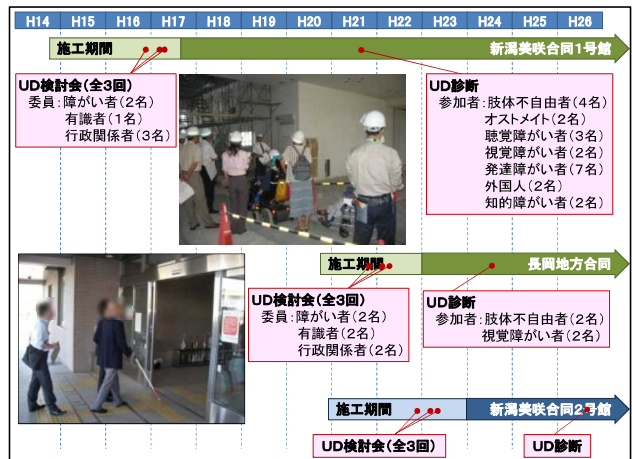 H14 H15 H16 H17 H18 H19 H20 H21 H22 H23 H24 H25 H26
施工期間
新潟美咲合同1号館
UD検討会(全3回)
委員:障がい者(2名)
有識者(1名)
行政関係者(3名)
UD診断
参加者:肢体不自由者(4名)
オストメイト(2名)
聴覚障がい者(3名)
視覚障がい者(2名)
発達障がい者(7名)
外国人(2名)
知的障がい者(2名)
施工期間
長岡地方合同
UD検討会(全3回)
委員:障がい者(2名)
有識者(2名)
行政関係者(2名)
UD診断
参加者:肢体不自由者(2名)
視覚障がい者(2名)
施工期間
新潟美咲合同2号館
UD検討会(全3回)
UD診断